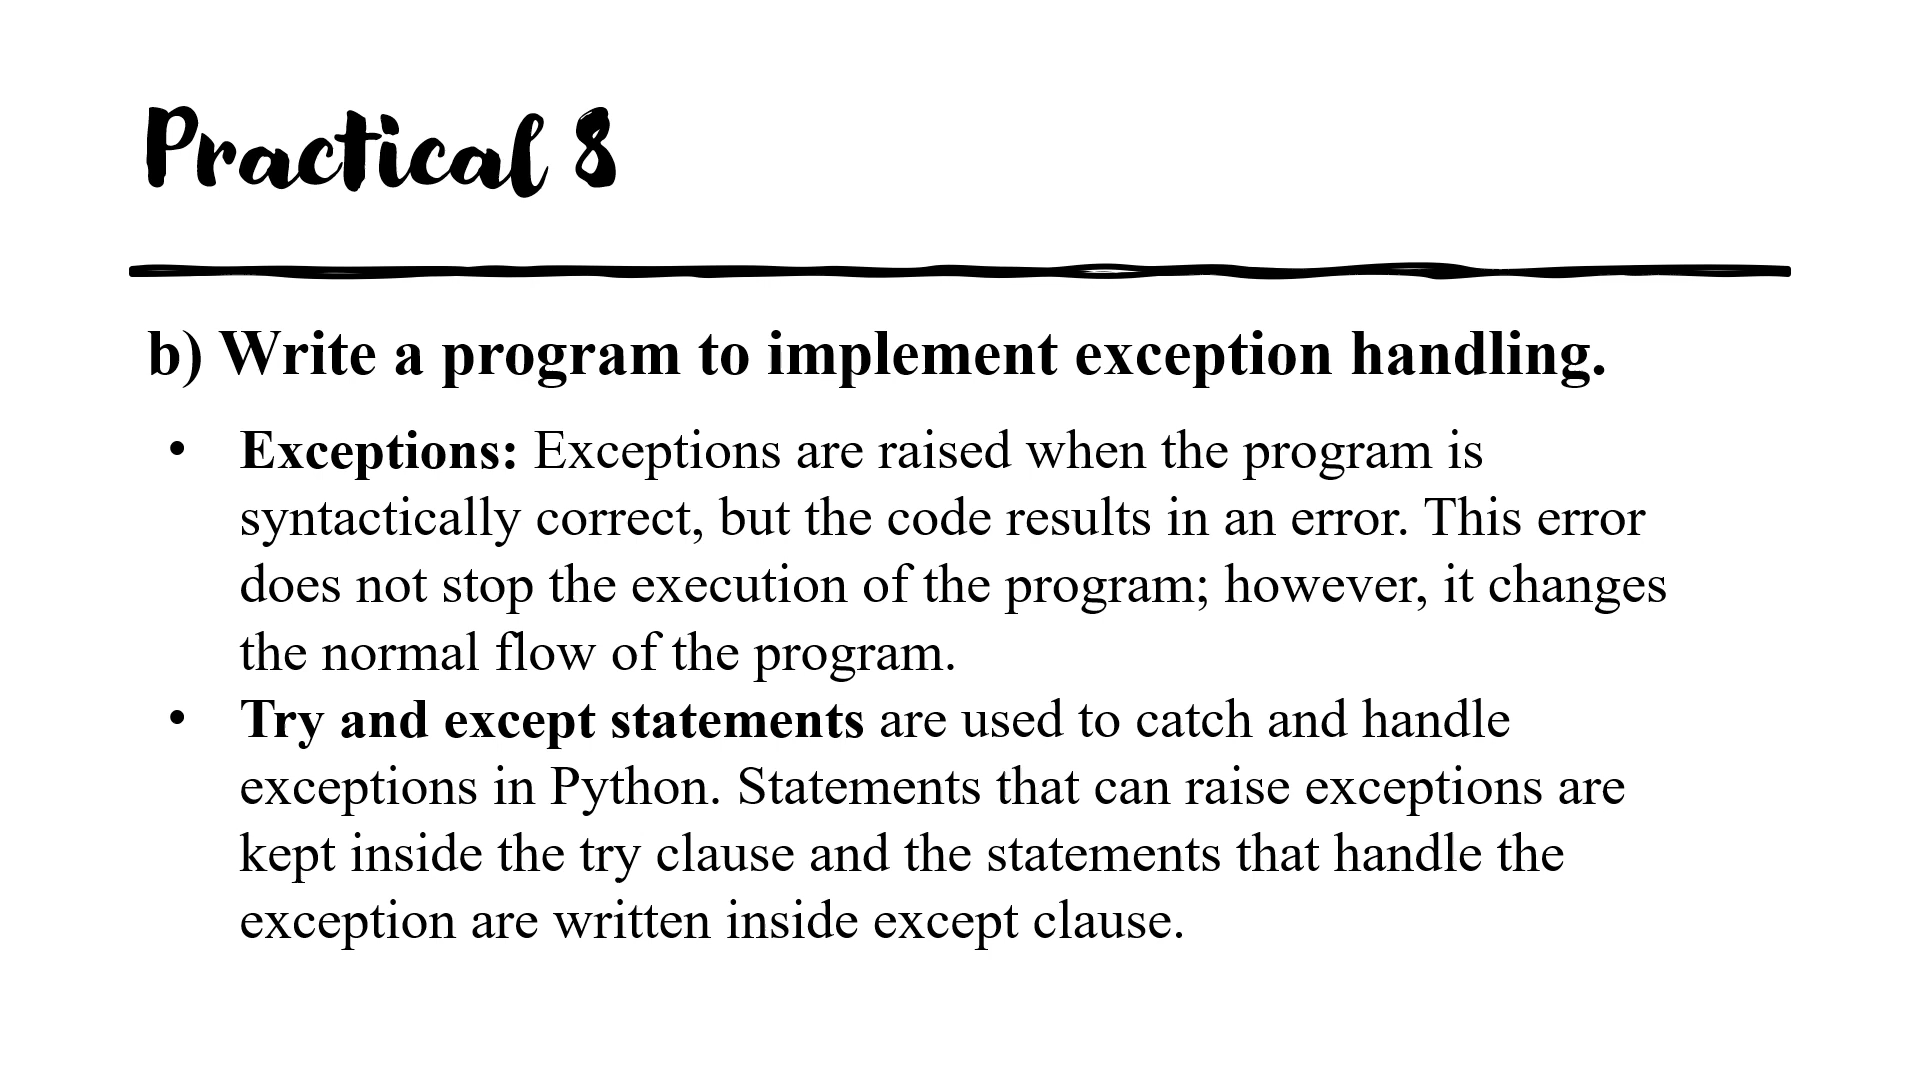 Practical 8
b) Write a program to implement exception handling.
• Exceptions: Exceptions are raised when the program is
syntactically correct, but the code results in an error. This error
does not stop the execution of the program; however, it changes
the normal flow of the program.
• Try and except statements are used to catch and handle
exceptions in Python. Statements that can raise exceptions are
kept inside the try clause and the statements that handle the
exception are written inside except clause.